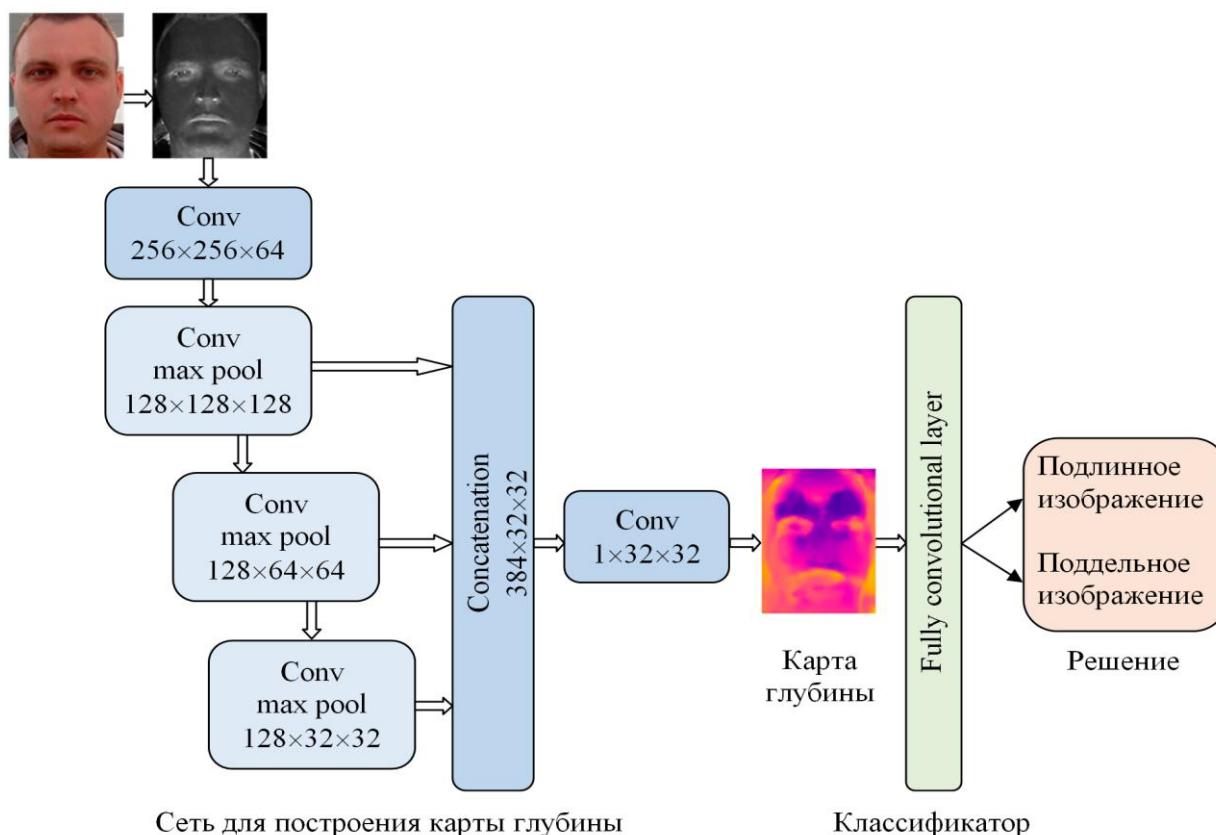 Conv
256×256×64
Conv
max pool
128×128×128
Conv
max pool
128×64×64
Conv
max pool
128×32×32
Concatenation
384×32×32
Conv
1×32×32
Карта
глубины
Fully convolutional layer
Подлинное
изображение
Поддельное
изображение
Решение
Сеть для построения карты глубины
Классификатор